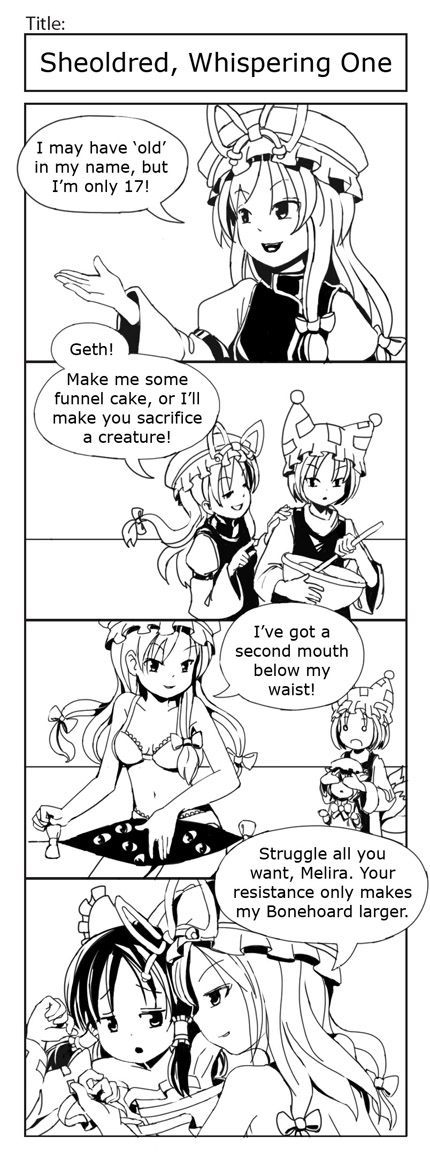 Title:
Sheoldred, Whispering One
I may have ‘old’
in my name, but
I’m only 17!
Geth!
Make me some
funnel cake, or I’ll
make you sacrifice
a creature!
I’ve got a
second mouth
below my
waist!
Struggle all you
want, Melira. Your
resistance only makes
my Bonehoard larger.